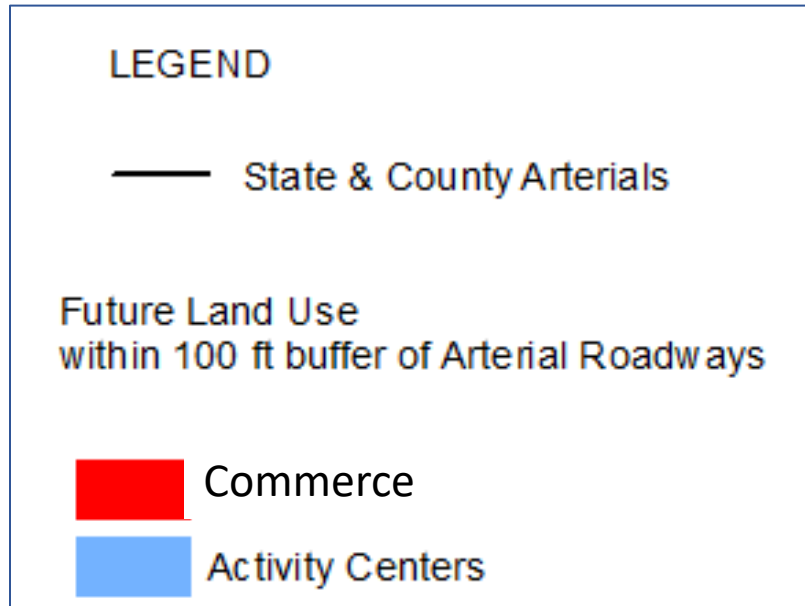 LEGEND
State & County Arterials
Future Land Use
within 100 ft buffer of Arterial Roadways
Commerce
Activity Centers